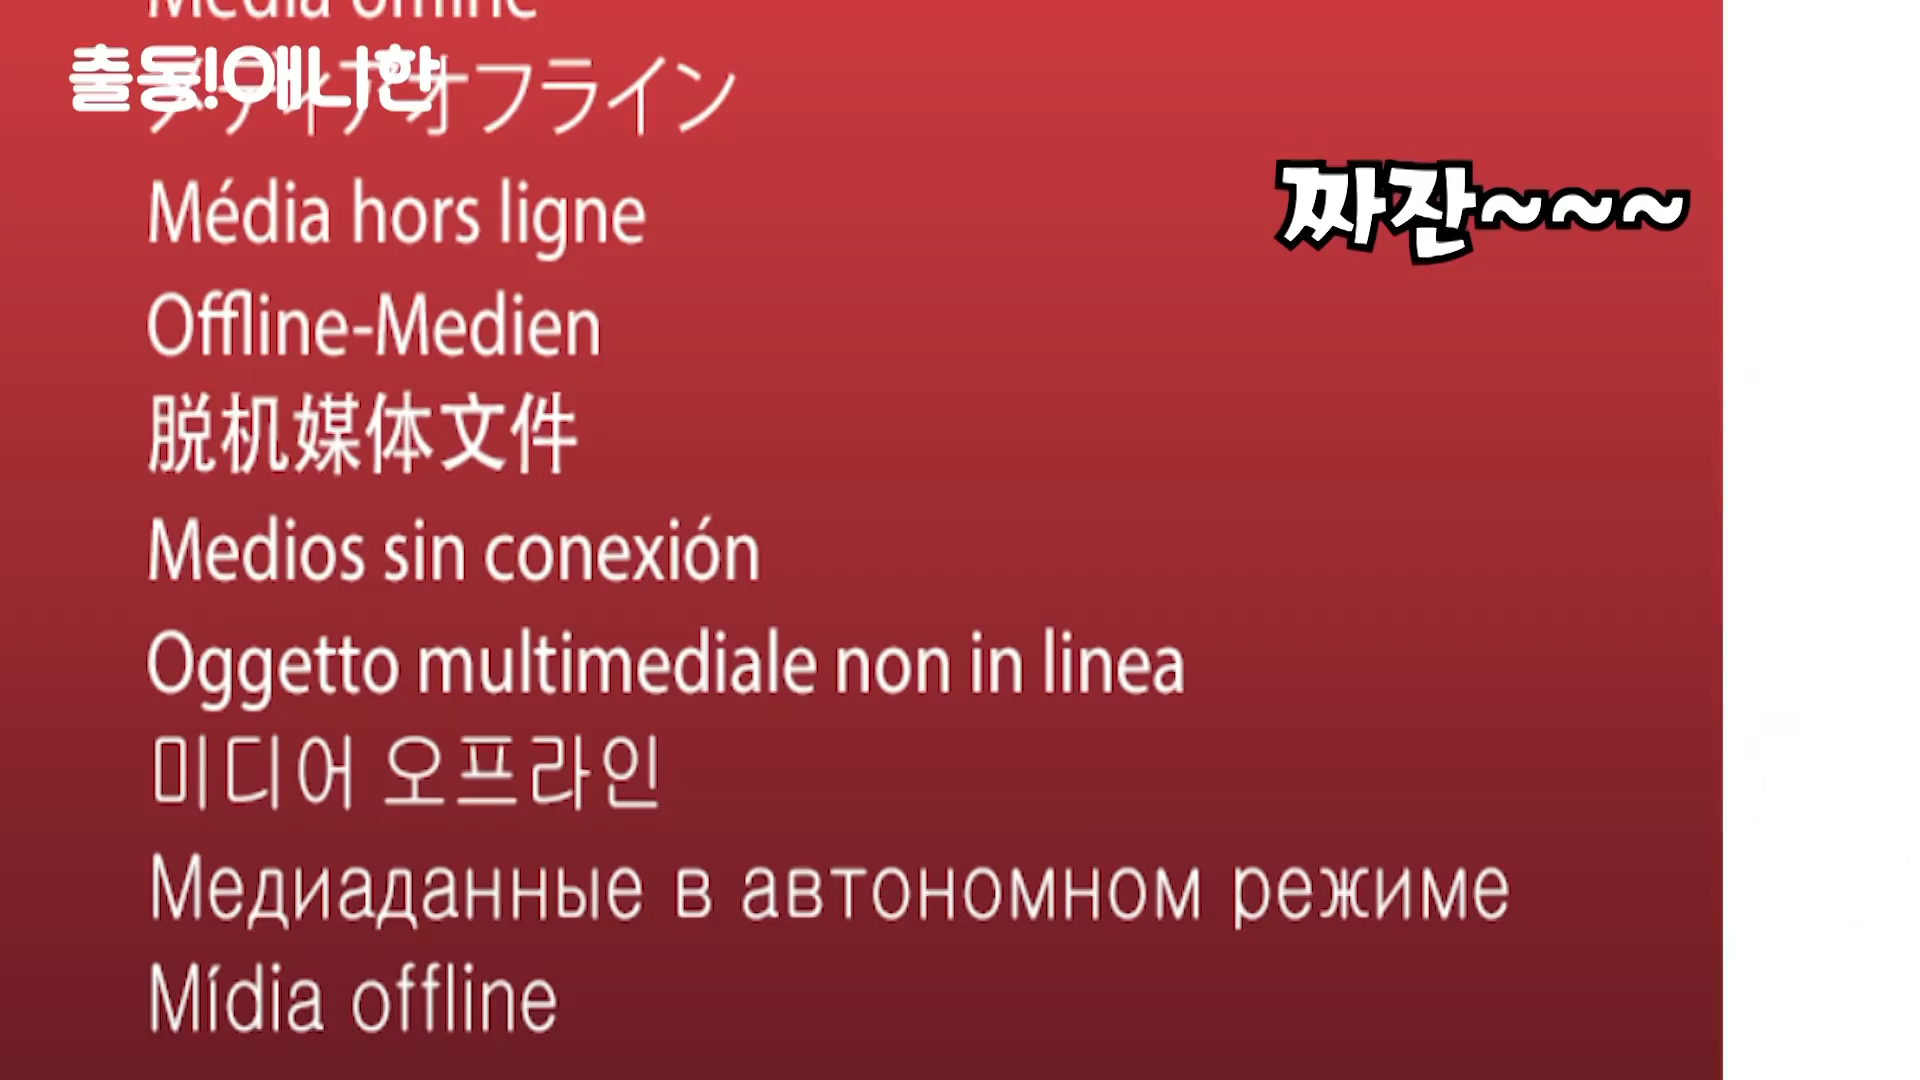 Media offline
출동!애니한
メディアオフライン
짜잔~~~
Média hors ligne
Offline-Medien
脱机媒体文件
Medios sin conexión
Oggetto multimediale non in linea
미디어 오프라인
Медиаданные в автономном режиме
Mídia offline